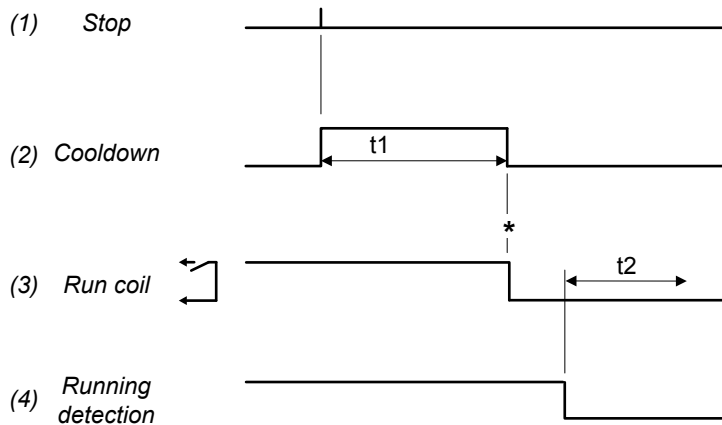 (1) Stop
(2) Cooldown
t1
*
(3) Run coil
t2
(4) Running
detection